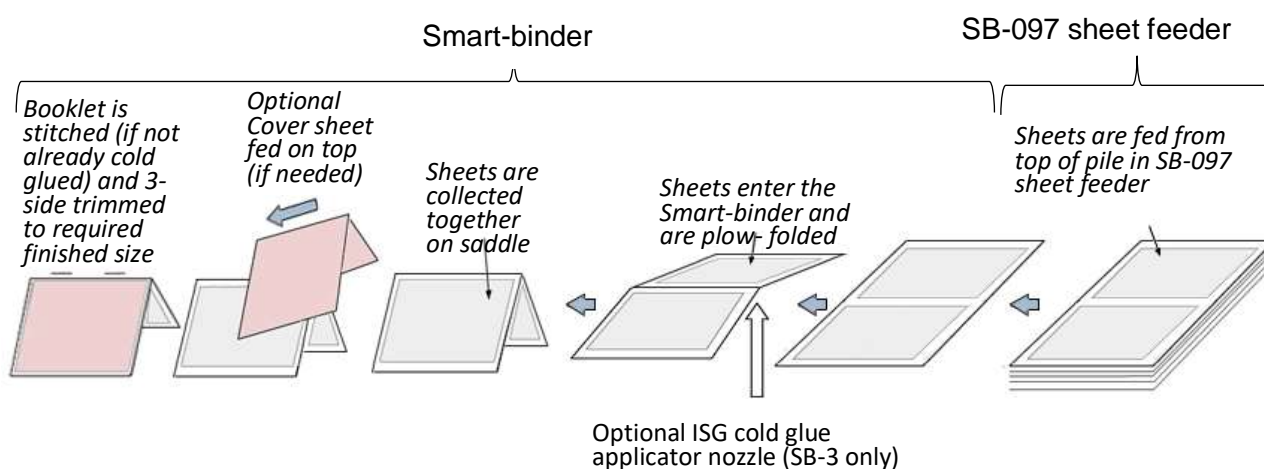 Smart-binder
SB-097 sheet feeder
Booklet is
stitched (if not
already cold
glued) and 3-
side trimmed
to required
finished size
Optional
Cover sheet
fed on top
(if needed)
Sheets are
collected
together
on saddle
Sheets enter the
Smart-binder and
are plow- folded
Sheets are fed from
top of pile in SB-097
sheet feeder
Optional ISG cold glue
applicator nozzle (SB-3 only)